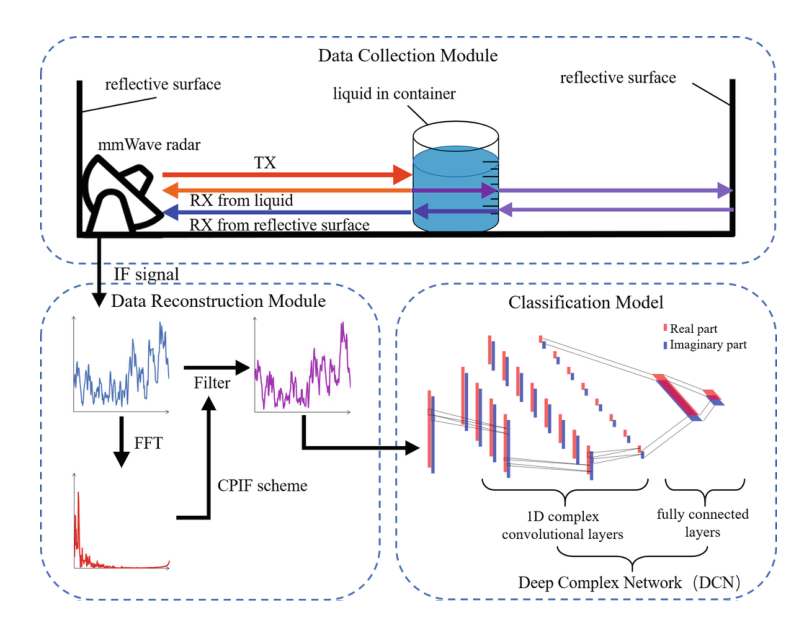 Data Collection Module
reflective surface
reflective surface
liquid in container
mmWave radar
TX
RX from liquid
RX from reflective surface
IF signal
Data Reconstruction Module
Filter
FFT
CPIF scheme
Classification Model
Real part
Imaginary part
1D complex
convolutional layers
fully connected
layers
Deep Complex Network（DCN）